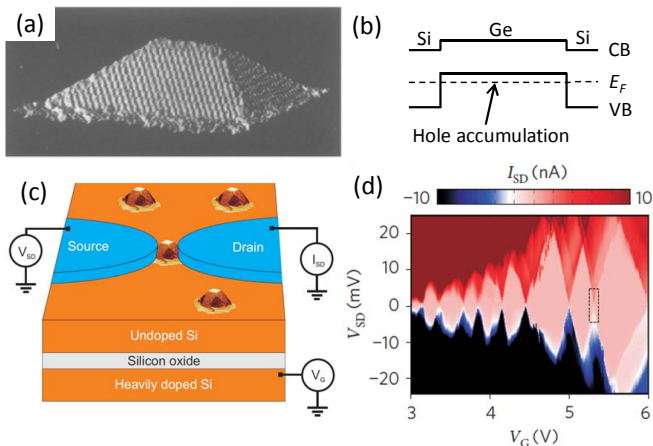 (a)
(b)
Si Ge Si
CB
E_F
VB
Hole accumulation
(c)
Source
Drain
V_SD
I_SD
Undoped Si
Silicon oxide
Heavily doped Si
V_G
(d)
I_SD (nA)
−10 10
20
10
0
−10
−20
V_SD (mV)
3 4 5 6
V_G (V)